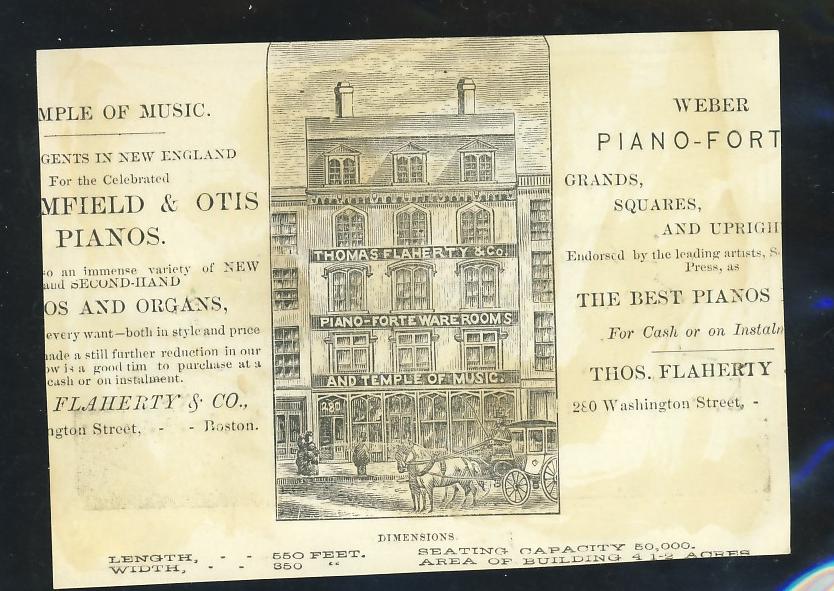 MPLE OF MUSIC.
GENTS IN NEW ENGLAND
For the Celebrated
MFIELD & OTIS
PIANOS.
so an immense variety of NEW
and SECOND-HAND
OS AND ORGANS,
every want—both in style and price
made a still further reduction in our
ow is a good tim to purchase at a
cash or on instalment.
FLAHERTY & CO.,
ngton Street, - - Boston.
THOMAS FLAHERTY & Co.
PIANO-FORTE WAREROOMS
AND TEMPLE OF MUSIC.
280
WEBER
PIANO-FORT
GRANDS,
SQUARES,
AND UPRIGH
Endorsed by the leading artists, S
Press, as
THE BEST PIANOS
For Cash or on Instaln
THOS. FLAHERTY
280 Washington Street, -
DIMENSIONS.
LENGTH, - - 550 FEET. SEATING CAPACITY 50,000.
WIDTH, - - 350 " AREA OF BUILDING 4 1-2 ACRES